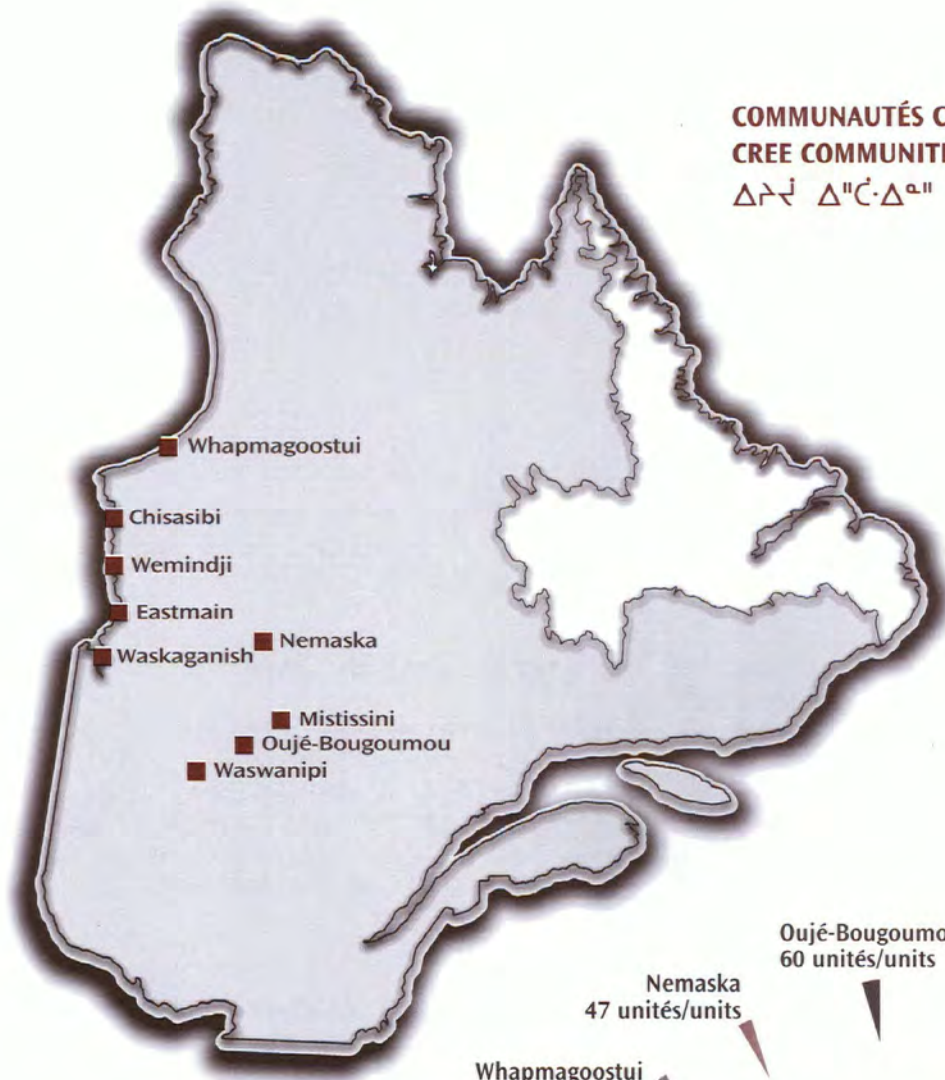 COMMUNAUTÉS C
CREE COMMUNITI
Whapmagoostui
Chisasibi
Wemindji
Eastmain
Nemaska
Waskaganish
Mistissini
Oujé-Bougoumou
Waswanipi
Oujé-Bougoumo
60 unités/units
Nemaska
47 unités/units
Whapmagoostui